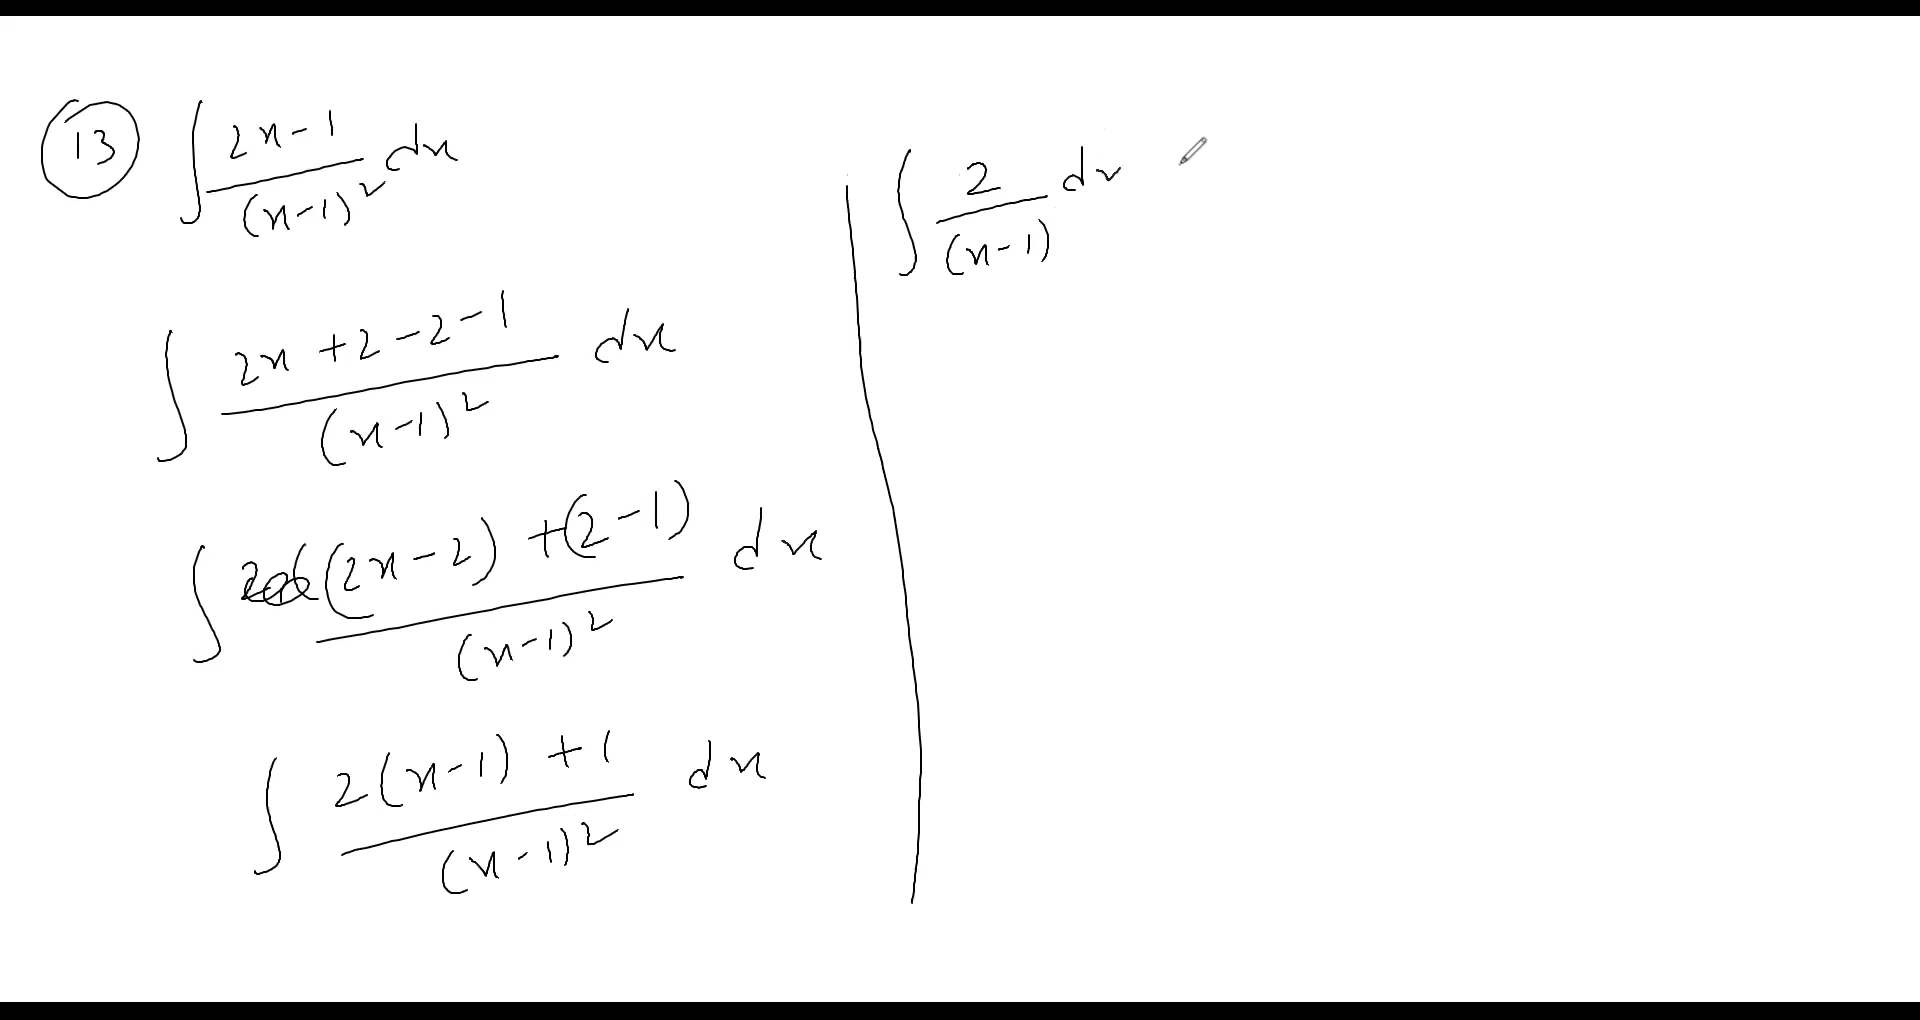 13 ∫ (2x-1)/(x-1)² dx
∫ (2x+2-2-1)/(x-1)² dx
∫ ((2x-2)+(2-1))/(x-1)² dx
∫ (2(x-1)+1)/(x-1)² dx
∫ 2/(x-1) dx